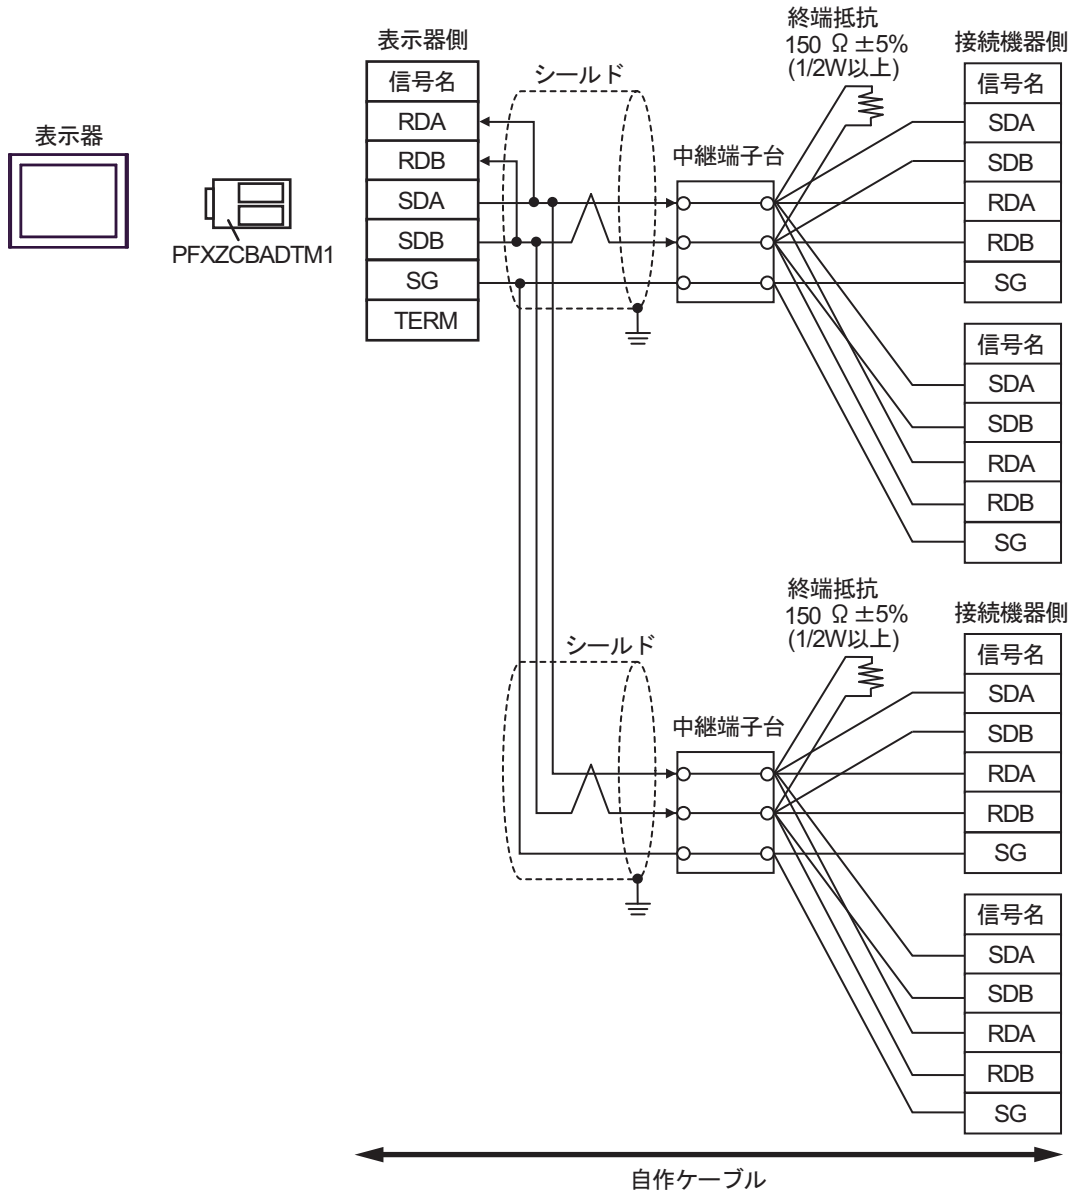 表示器
PFXZCBADTM1
表示器側
信号名
RDA
RDB
SDA
SDB
SG
TERM
シールド
中継端子台
終端抵抗
150 Ω ±5%
(1/2W以上)
接続機器側
信号名
SDA
SDB
RDA
RDB
SG
信号名
SDA
SDB
RDA
RDB
SG
シールド
中継端子台
終端抵抗
150 Ω ±5%
(1/2W以上)
接続機器側
信号名
SDA
SDB
RDA
RDB
SG
信号名
SDA
SDB
RDA
RDB
SG
自作ケーブル